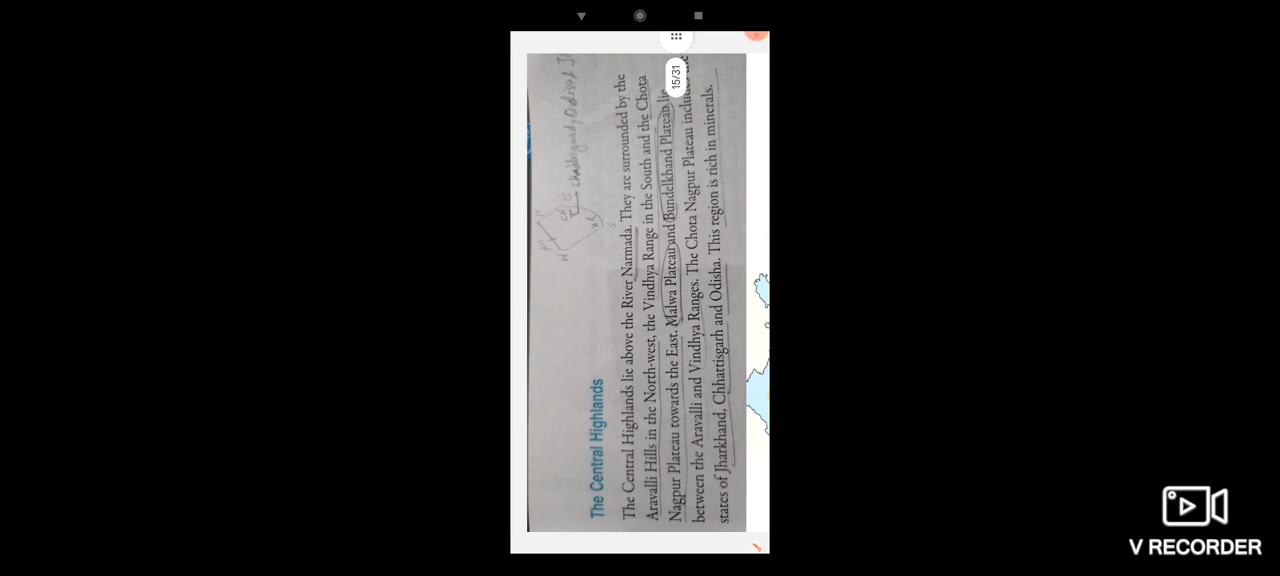 chattisgarh, Odissa, Jh
The Central Highlands
The Central Highlands lie above the River Narmada. They are surrounded by the
Aravalli Hills in the North-west, the Vindhya Range in the South and the Chota
Nagpur Plateau towards the East. Malwa Plateau and Bundelkhand Plateau lie
between the Aravalli and Vindhya Ranges. The Chota Nagpur Plateau includes the
states of Jharkhand, Chhattisgarh and Odisha. This region is rich in minerals.
15/31
V RECORDER